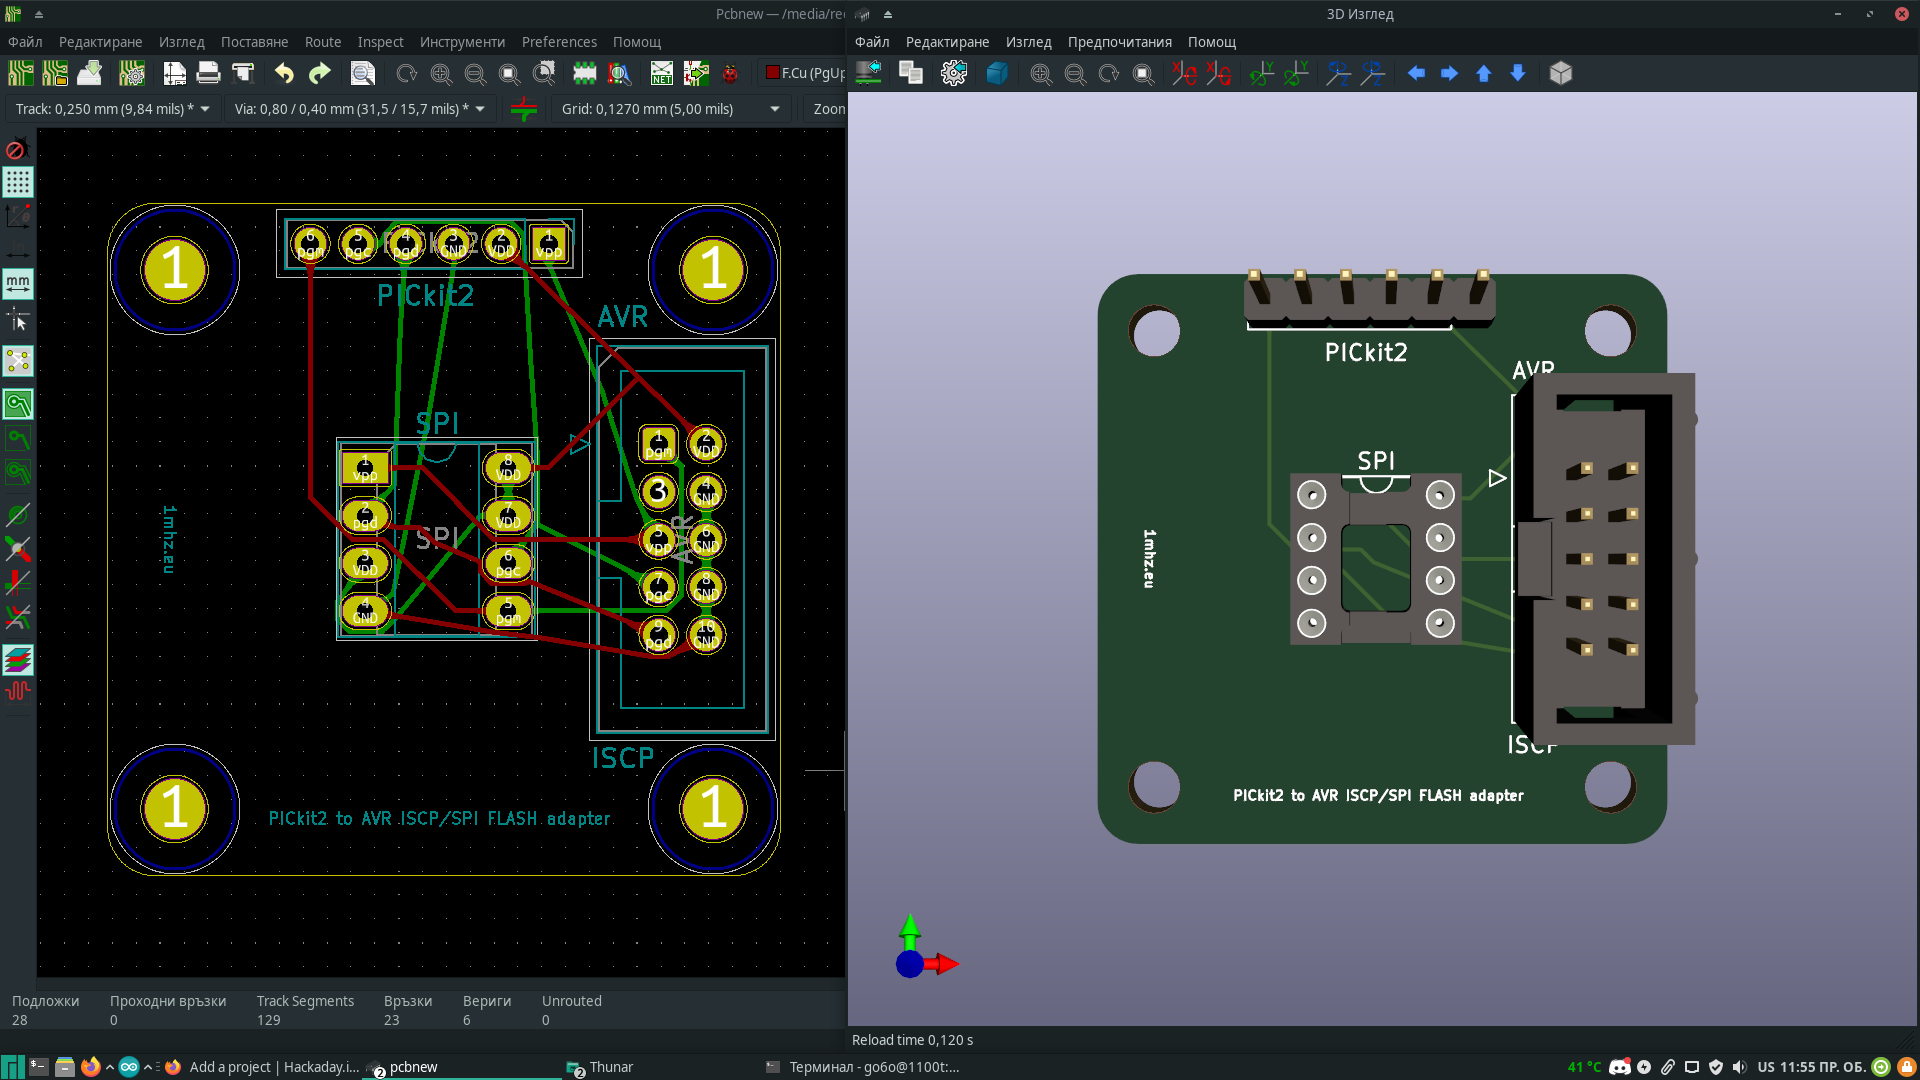 Pcbnew — /media/re
3D Изглед
Файл Редактиране Изглед Поставяне Route Inspect Инструменти Preferences Помощ
Файл Редактиране Изглед Предпочитания Помощ
NET
F.Cu (PgUp
Track: 0,250 mm (9,84 mils) *
Via: 0,80 / 0,40 mm (31,5 / 15,7 mils) *
Grid: 0,1270 mm (5,00 mils)
Zoon
mm
1
6 pgm
5 pgc
4 pgd
3 GND
2 VDD
1 vpp
1
PICkit2
AVR
SPI
1 vpp
2 pgd
3 VDD
4 GND
8 VDD
7 VDD
6 pgc
5 pgm
SPI
1 pgm
2 VDD
3
4 GND
5 vpp
6 GND
7 pgc
8 GND
9 pgd
10 GND
AVR
1mhz.eu
ISCP
1
1
PICkit2 to AVR ISCP/SPI FLASH adapter
PICkit2
AVR
SPI
1mhz.eu
ISCP
PICkit2 to AVR ISCP/SPI FLASH adapter
Подложки Проходни връзки Track Segments Връзки Вериги Unrouted
28 0 129 23 6 0
Reload time 0,120 s
Add a project | Hackaday.i...
2 pcbnew
2 Thunar
Терминал - go6o@1100t:...
41 °C
US 11:55 ПР. ОБ.